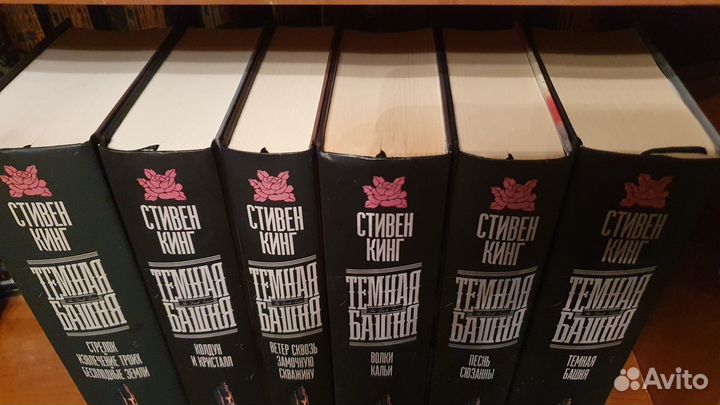 СТИВЕН
КИНГ
ТЕМНАЯ
БАШНЯ
СТРЕЛОК
ИЗВЛЕЧЕНИЕ ТРОИХ
БЕСПЛОДНЫЕ ЗЕМЛИ
СТИВЕН
КИНГ
ТЕМНАЯ
БАШНЯ
КОЛДУН
И КРИСТАЛЛ
СТИВЕН
КИНГ
ТЕМНАЯ
БАШНЯ
ВЕТЕР СКВОЗЬ
ЗАМОЧНУЮ
СКВАЖИНУ
СТИВЕН
КИНГ
ТЕМНАЯ
БАШНЯ
ВОЛКИ
КАЛЬИ
СТИВЕН
КИНГ
ТЕМНАЯ
БАШНЯ
ПЕСНЬ
СЮЗАННЫ
СТИВЕН
КИНГ
ТЕМНАЯ
БАШНЯ
ТЕМНАЯ
БАШНЯ
Avito